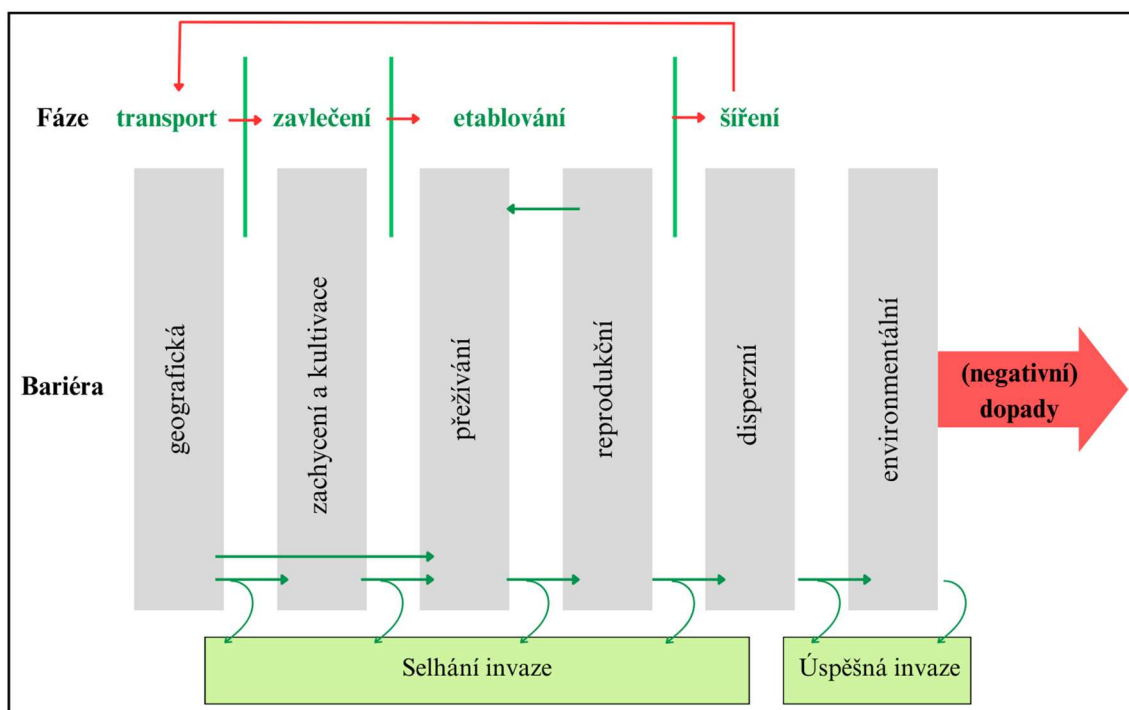 Fáze transport zavlečení etablování šíření
Bariéra
geografická
zachycení a kultivace
přežívání
reprodukční
disperzní
environmentální
(negativní)
dopady
Selhání invaze
Úspěšná invaze